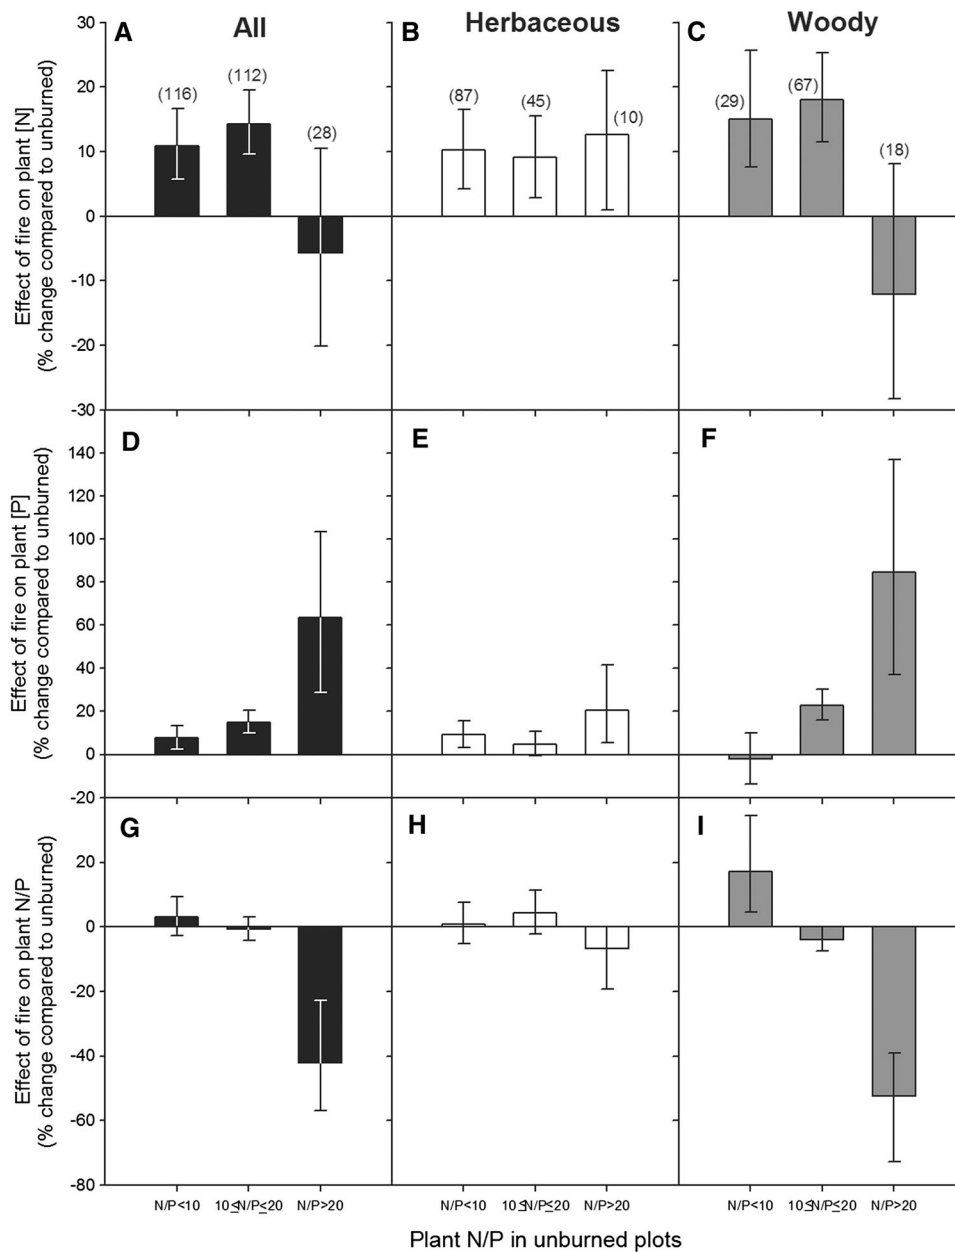 All
Herbaceous
Woody
A
B
C
30
20
10
0
-10
-20
-30
(116)
(112)
(28)
(87)
(45)
(10)
(29)
(67)
(18)
Effect of fire on plant [N]
(% change compared to unburned)
D
E
F
140
120
100
80
60
40
20
0
-20
Effect of fire on plant [P]
(% change compared to unburned)
G
H
I
20
0
-20
-40
-60
-80
Effect of fire on plant N/P
(% change compared to unburned)
N/P<10
10≤N/P≤20
N/P>20
N/P<10
10≤N/P≤20
N/P>20
N/P<10
10≤N/P≤20
N/P>20
Plant N/P in unburned plots